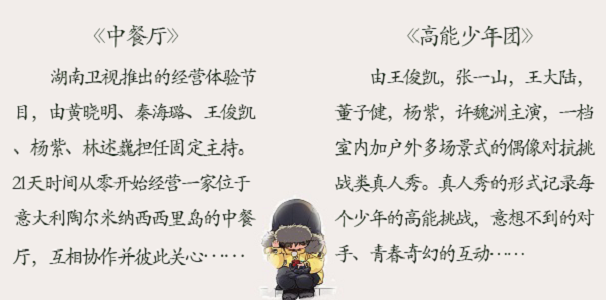 《中餐厅》
湖南卫视推出的经营体验节
目，由黄晓明、秦海璐、王俊凯
、杨紫、林述巍担任固定主持。
21天时间从零开始经营一家位于
意大利陶尔米纳西西里岛的中餐
厅，互相协作并彼此关心……
《高能少年团》
由王俊凯，张一山，王大陆，
董子健，杨紫，许魏洲主演，一档
室内加户外多场景式的偶像对抗挑
战类真人秀。真人秀的形式记录每
个少年的高能挑战，意想不到的对
手、青春奇幻的互动……